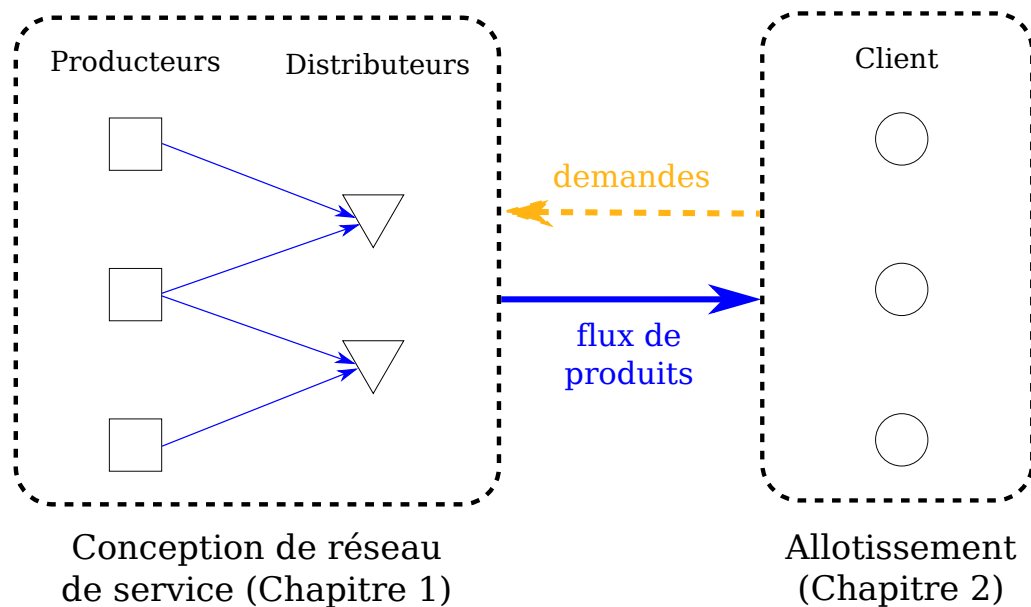 Producteurs
Distributeurs
Client
demandes
flux de
produits
Conception de réseau
de service (Chapitre 1)
Allotissement
(Chapitre 2)